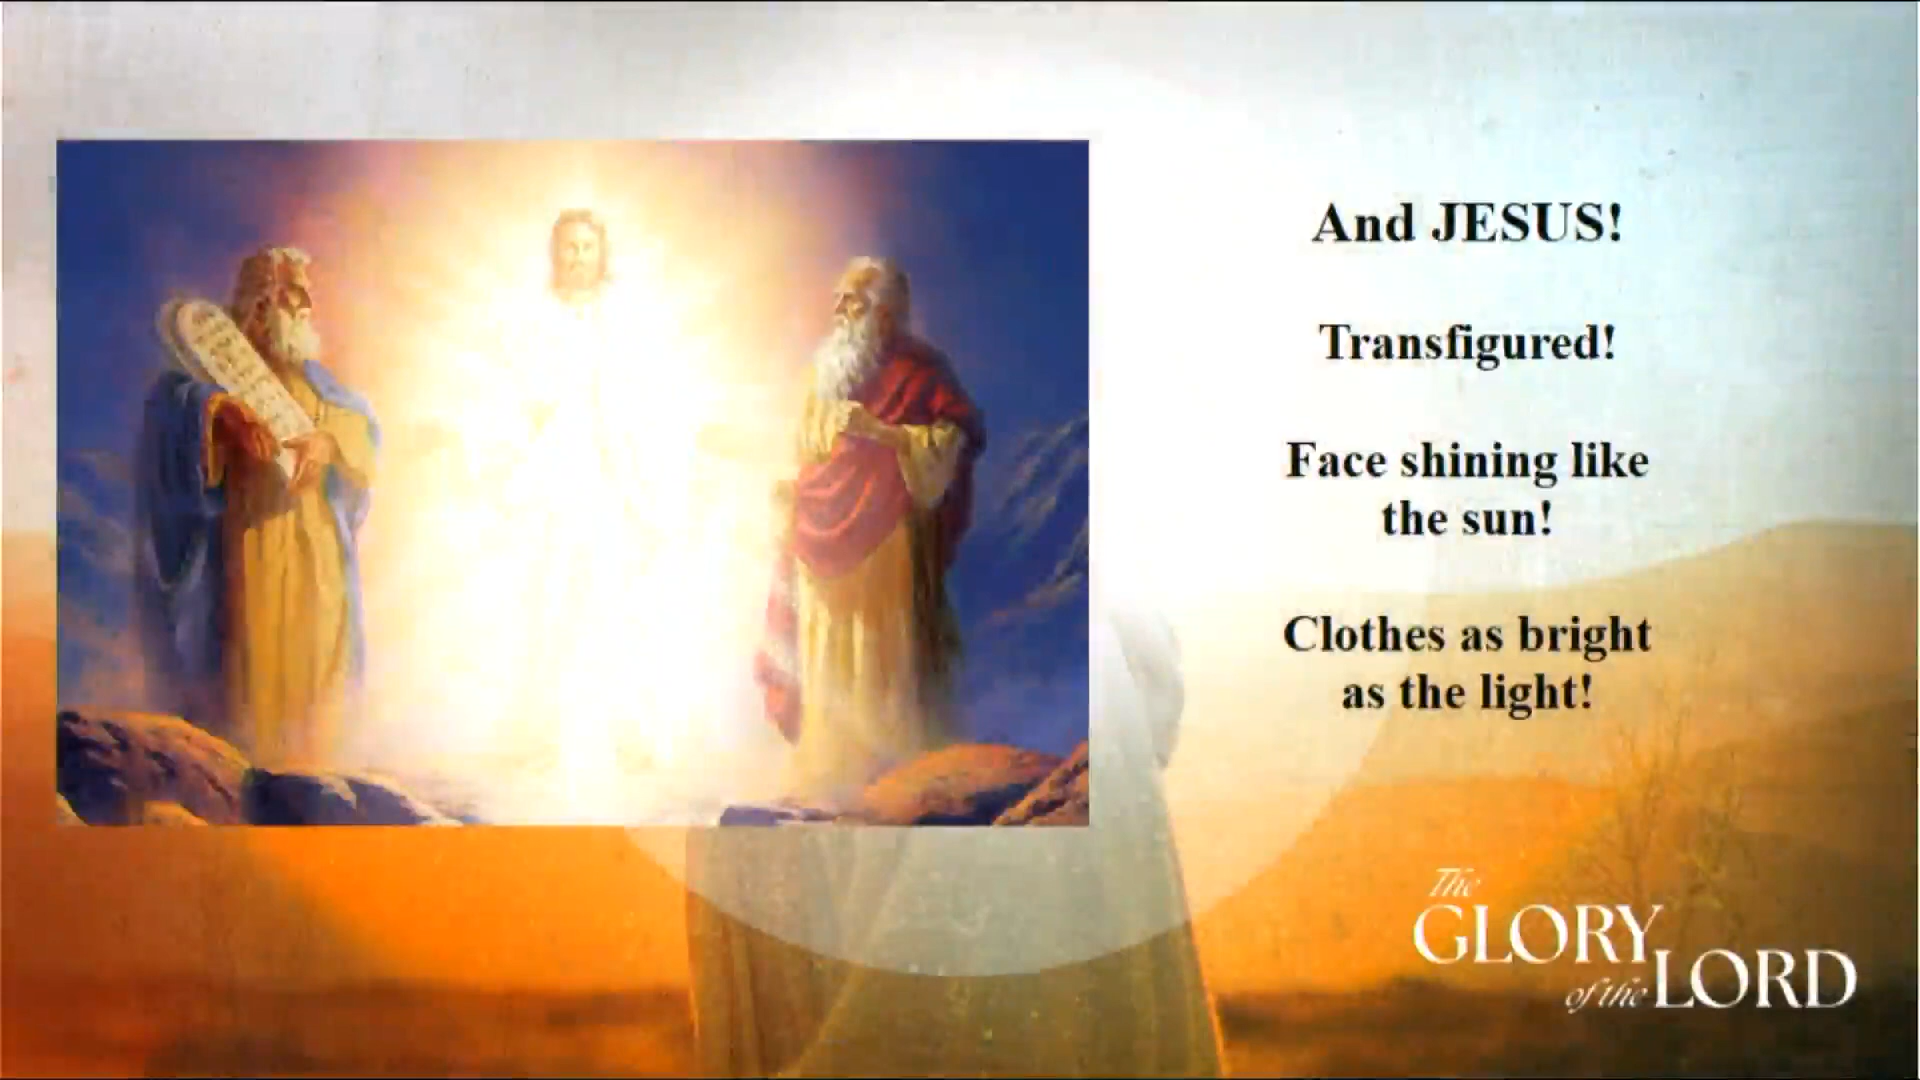 And JESUS!
Transfigured!
Face shining like
the sun!
Clothes as bright
as the light!
The
GLORY
of the LORD